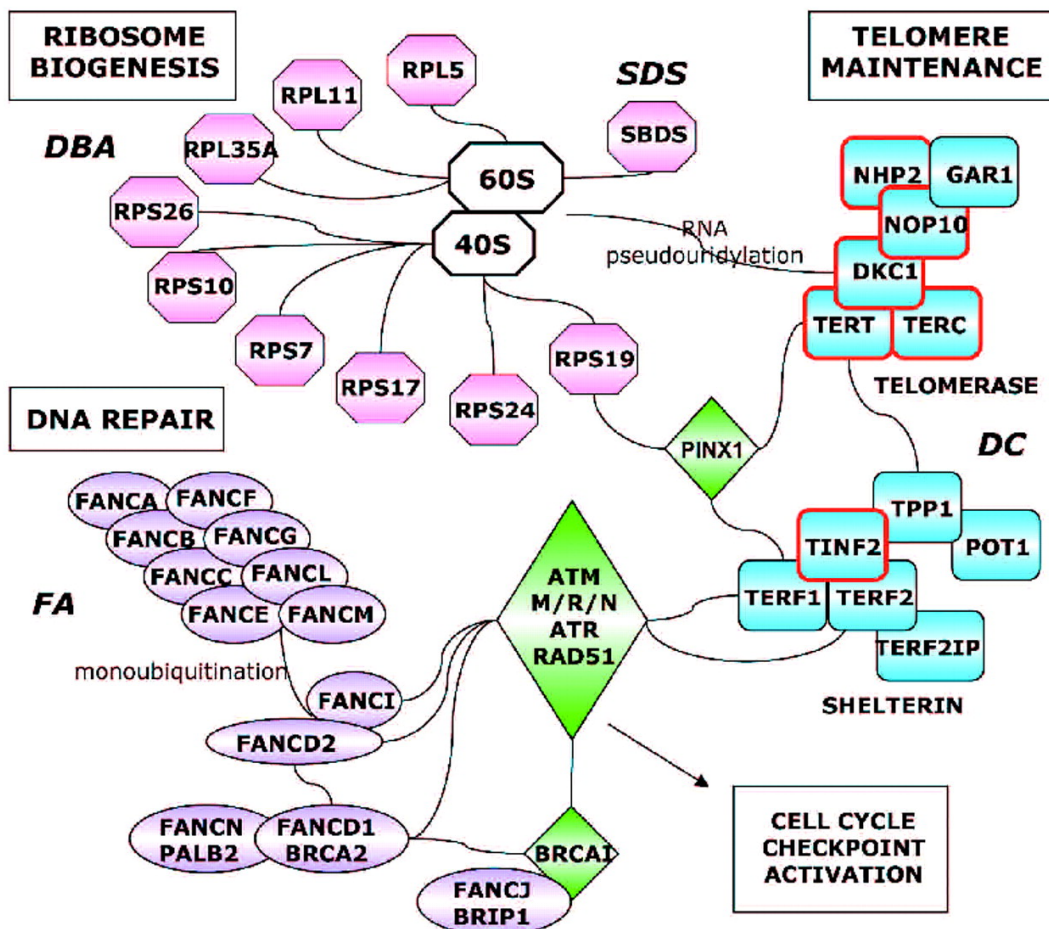 RIBOSOME
BIOGENESIS
TELOMERE
MAINTENANCE
DBA
SDS
RPL5
RPL11
RPL35A
SBDS
60S
40S
RPS26
RPS10
RPS7
RPS17
RPS24
RPS19
RNA
pseudouridylation
NHP2
GAR1
NOP10
DKC1
TERT
TERC
TELOMERASE
DC
PINX1
DNA REPAIR
FANCA
FANCF
FANCB
FANCG
FANCC
FANCL
FANCE
FANCM
FA
monoubiquitination
FANCI
FANCD2
FANCN
PALB2
FANCD1
BRCA2
ATM
M/R/N
ATR
RAD51
BRCAI
FANCJ
BRIP1
TPP1
POT1
TINF2
TERF1
TERF2
TERF2IP
SHELTERIN
CELL CYCLE
CHECKPOINT
ACTIVATION